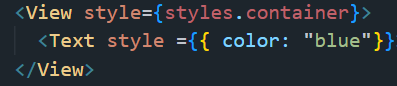 <View style={styles.container}>
  <Text style ={{ color: "blue"}}
</View>